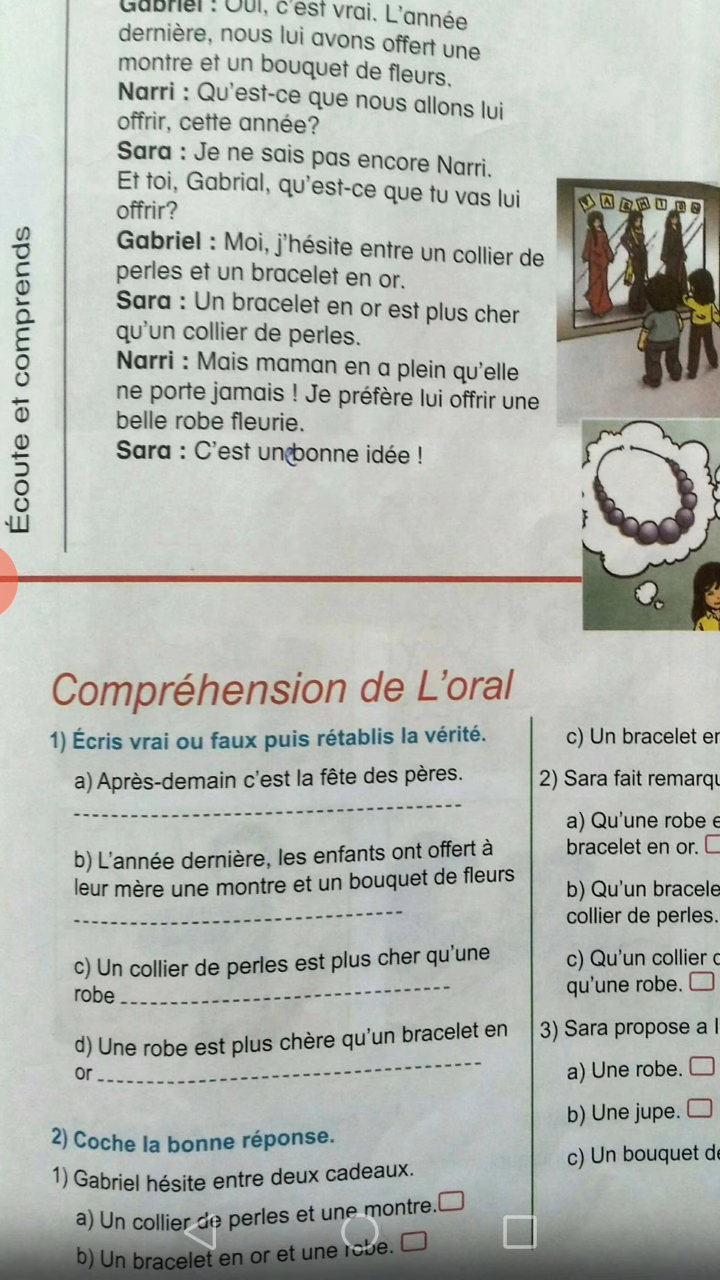 Gabriel : Oui, c'est vrai. L'année
dernière, nous lui avons offert une
montre et un bouquet de fleurs.
Narri : Qu'est-ce que nous allons lui
offrir, cette année?
Sara : Je ne sais pas encore Narri.
Et toi, Gabrial, qu'est-ce que tu vas lui
offrir?
Gabriel : Moi, j'hésite entre un collier de
perles et un bracelet en or.
Sara : Un bracelet en or est plus cher
qu'un collier de perles.
Narri : Mais maman en a plein qu'elle
ne porte jamais ! Je préfère lui offrir une
belle robe fleurie.
Sara : C'est une bonne idée !
Écoute et comprends
FASHION
Compréhension de L'oral
1) Écris vrai ou faux puis rétablis la vérité.
a) Après-demain c'est la fête des pères.
b) L'année dernière, les enfants ont offert à
leur mère une montre et un bouquet de fleurs
c) Un collier de perles est plus cher qu'une
robe
d) Une robe est plus chère qu'un bracelet en
or
2) Coche la bonne réponse.
1) Gabriel hésite entre deux cadeaux.
a) Un collier de perles et une montre.
b) Un bracelet en or et une robe.
c) Un bracelet en
2) Sara fait remarqu
a) Qu'une robe e
bracelet en or.
b) Qu'un bracele
collier de perles.
c) Qu'un collier d
qu'une robe.
3) Sara propose a l
a) Une robe.
b) Une jupe.
c) Un bouquet de